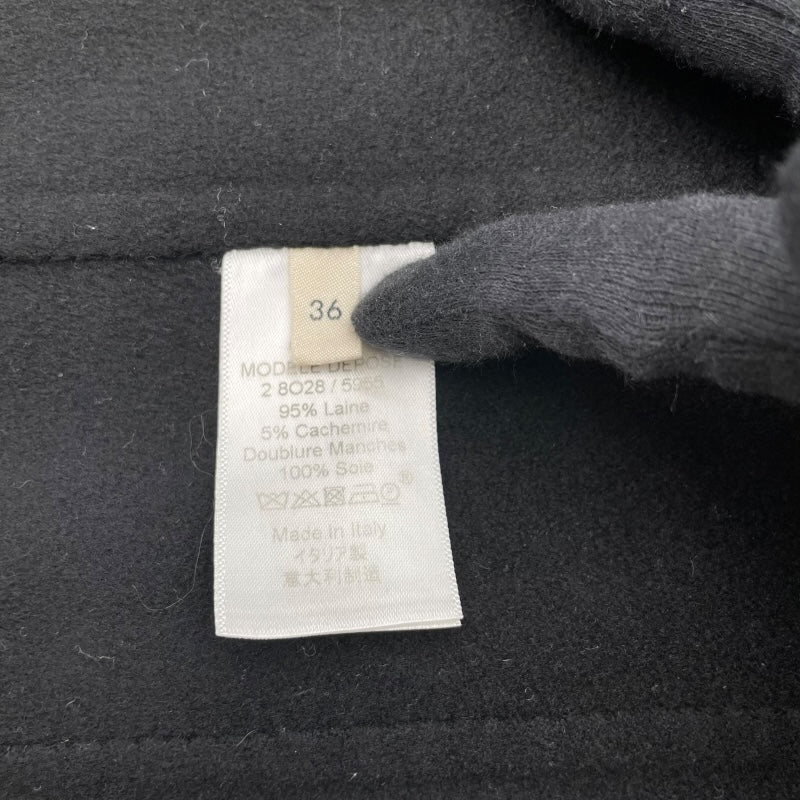 36
MODELE DEPOSE
2 8O28 / 5955
95% Laine
5% Cachemire
Doublure Manches
100% Soie
Made In Italy
イタリア製
意大利制造